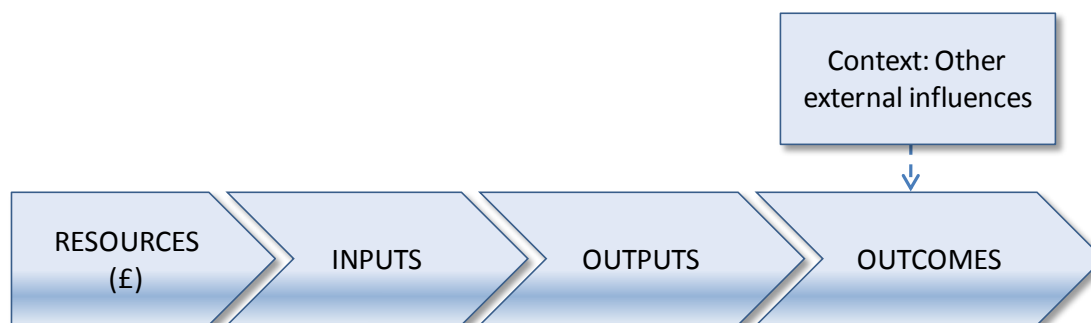 Context: Other
external influences
RESOURCES
(£)
INPUTS
OUTPUTS
OUTCOMES